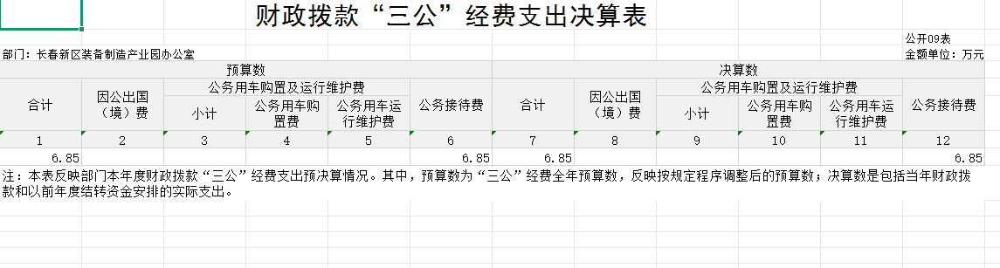 财政拨款“三公”经费支出决算表
公开09表
部门：长春新区装备制造产业园办公室 金额单位：万元
预算数 决算数
合计 因公出国（境）费 公务用车购置及运行维护费 公务接待费 合计 因公出国（境）费 公务用车购置及运行维护费 公务接待费
小计 公务用车购置费 公务用车运行维护费 小计 公务用车购置费 公务用车运行维护费
1 2 3 4 5 6 7 8 9 10 11 12
6.85 6.85 6.85 6.85
注：本表反映部门本年度财政拨款“三公”经费支出预决算情况。其中，预算数为“三公”经费全年预算数，反映按规定程序调整后的预算数；决算数是包括当年财政拨
款和以前年度结转资金安排的实际支出。